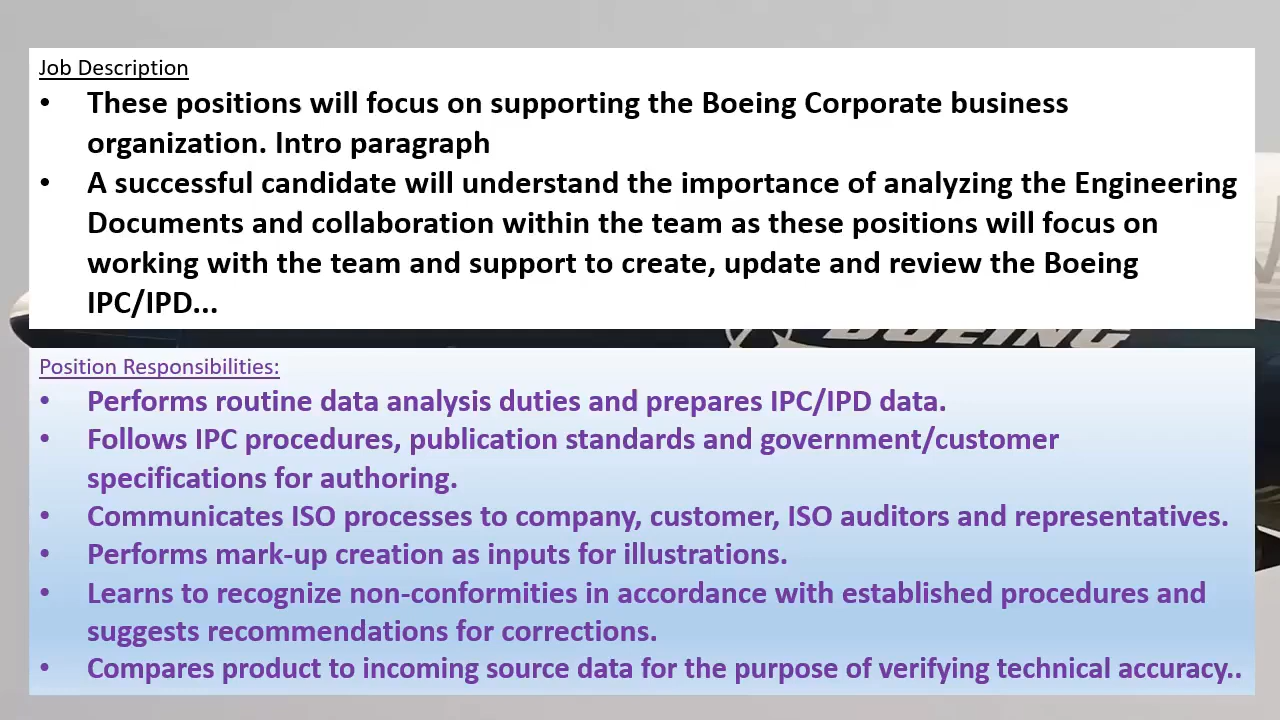 Job Description
• These positions will focus on supporting the Boeing Corporate business
organization. Intro paragraph
• A successful candidate will understand the importance of analyzing the Engineering
Documents and collaboration within the team as these positions will focus on
working with the team and support to create, update and review the Boeing
IPC/IPD...
BOEING
Position Responsibilities:
• Performs routine data analysis duties and prepares IPC/IPD data.
• Follows IPC procedures, publication standards and government/customer
specifications for authoring.
• Communicates ISO processes to company, customer, ISO auditors and representatives.
• Performs mark-up creation as inputs for illustrations.
• Learns to recognize non-conformities in accordance with established procedures and
suggests recommendations for corrections.
• Compares product to incoming source data for the purpose of verifying technical accuracy..